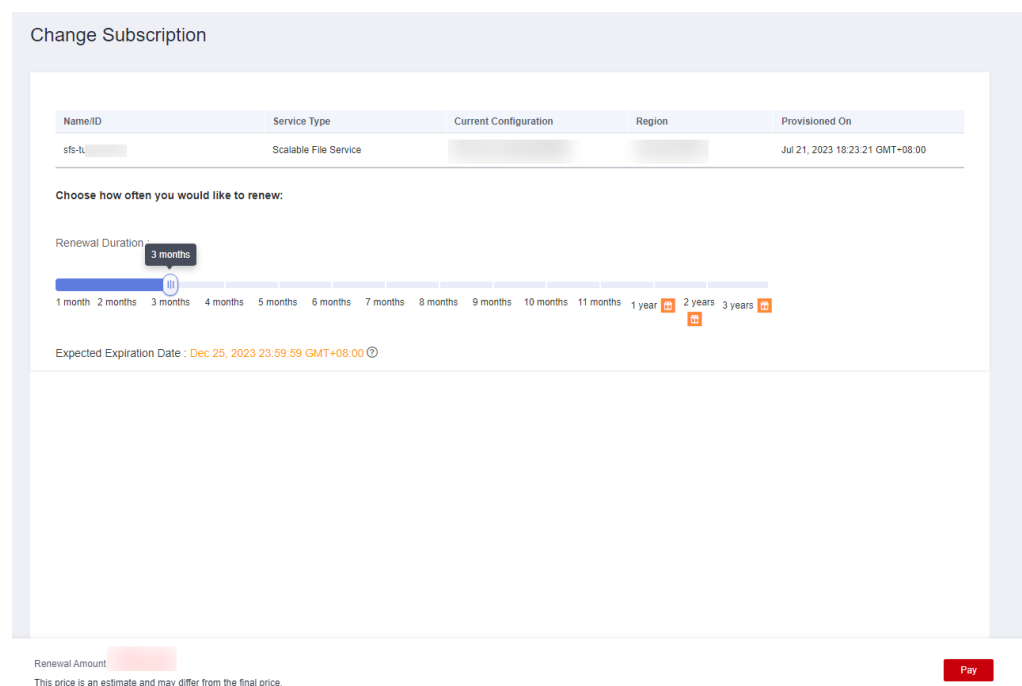 Change Subscription
Name/ID Service Type Current Configuration Region Provisioned On
sfs-tu Scalable File Service Jul 21, 2023 18:23:21 GMT+08:00
Choose how often you would like to renew:
Renewal Duration :
3 months
1 month 2 months 3 months 4 months 5 months 6 months 7 months 8 months 9 months 10 months 11 months 1 year 2 years 3 years
Expected Expiration Date : Dec 25, 2023 23:59:59 GMT+08:00 ?
Renewal Amount
Pay
This price is an estimate and may differ from the final price.